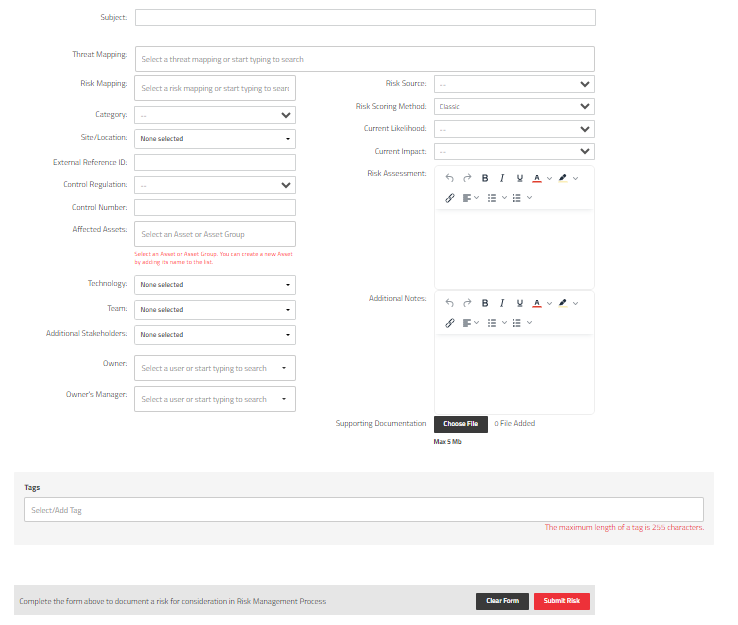 Subject:
Threat Mapping:
Select a threat mapping or start typing to search
Risk Mapping:
Select a risk mapping or start typing to sear
Category:
--
Site/Location:
None selected
External Reference ID:
Control Regulation:
--
Control Number:
Affected Assets:
Select an Asset or Asset Group
Select an Asset or Asset Group. You can create a new Asset
by adding its name to the list.
Technology:
None selected
Team:
None selected
Additional Stakeholders:
None selected
Owner:
Select a user or start typing to search
Owner's Manager:
Select a user or start typing to search
Risk Source:
--
Risk Scoring Method:
Classic
Current Likelihood:
--
Current Impact:
--
Risk Assessment:
B I U A
Additional Notes:
B I U A
Supporting Documentation
Choose File
0 File Added
Max 5 Mb
Tags
Select/Add Tag
The maximum length of a tag is 255 characters.
Complete the form above to document a risk for consideration in Risk Management Process
Clear Form
Submit Risk